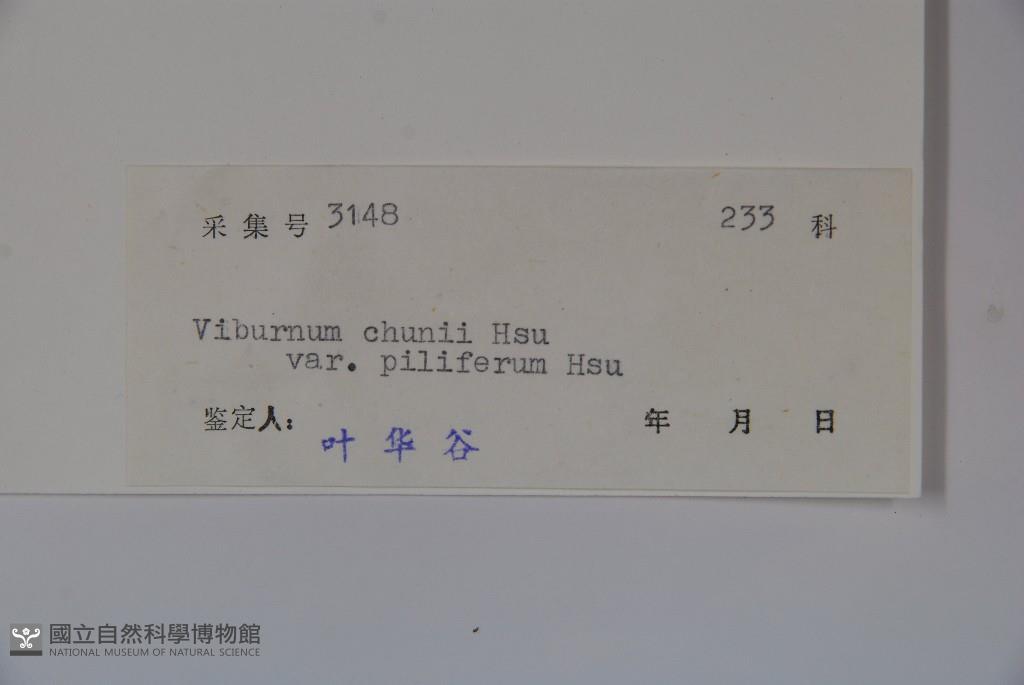 采集号 3148 233 科
Viburnum chunii Hsu
var. piliferum Hsu
鉴定人: 叶华谷 年 月 日
國立自然科學博物館
NATIONAL MUSEUM OF NATURAL SCIENCE